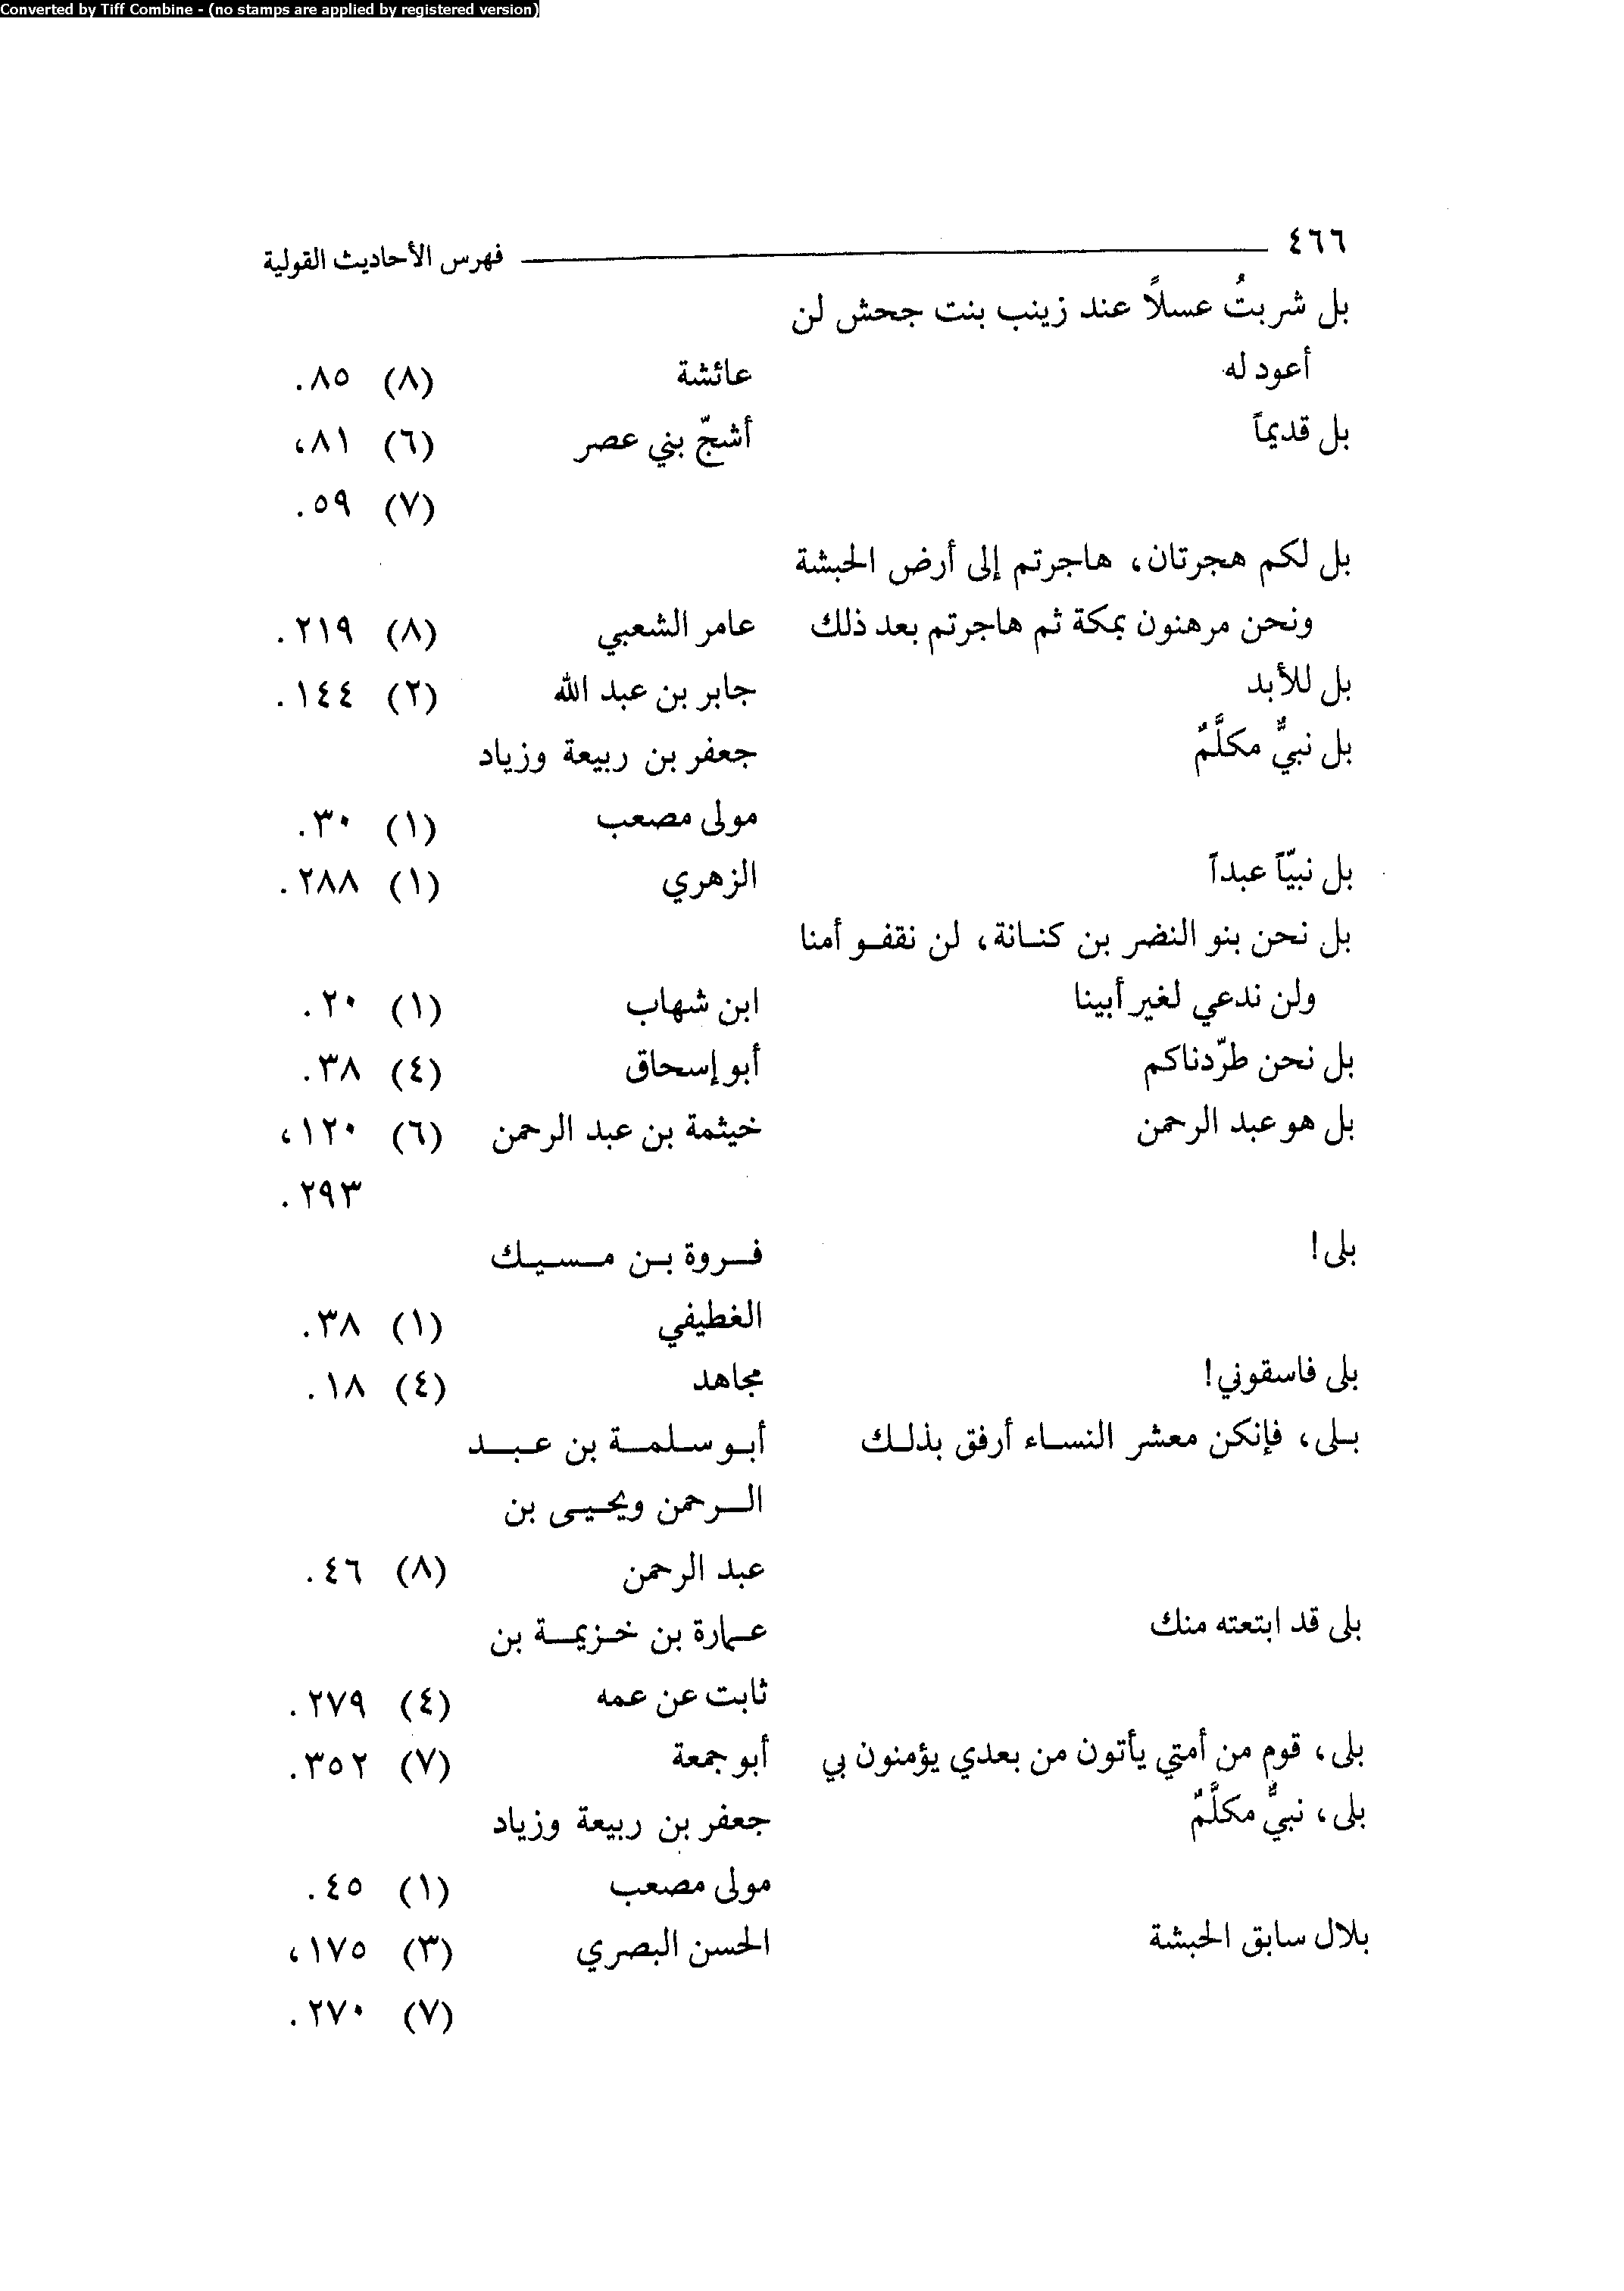 Converted by Tiff Combine - (no stamps are applied by registered version)
٤٦٦ فهرس الأحاديث القولية
بل شربتُ عسلاً عند زينب بنت جحش لن
أعود له عائشة (٨) ٨٥.
بل قديماً أشجّ بني عصر (٦) ٨١،
(٧) ٥٩.
بل لكم هجرتان، هاجرتم إلى أرض الحبشة
ونحن مرهنون بمكة ثم هاجرتم بعد ذلك عامر الشعبي (٨) ٢١٩.
بل للأبد جابر بن عبد الله (٢) ١٤٤.
بل نبيٌّ مكلَّمٌ جعفر بن ربيعة وزياد
مولى مصعب (١) ٣٠.
بل نبيّاً عبداً الزهري (١) ٢٨٨.
بل نحن بنو النضر بن كنانة، لن نقفو أمنا
ولن ندعي لغير أبينا ابن شهاب (١) ٢٠.
بل نحن طرّدناكم أبو إسحاق (٤) ٣٨.
بل هو عبد الرحمن خيثمة بن عبد الرحمن (٦) ١٢٠،
٢٩٣.
بلى! فروة بن مسيك
الغطيفي (١) ٣٨.
بلى فاسقوني! مجاهد (٤) ١٨.
بلى، فإنكن معشر النساء أرفق بذلك أبو سلمة بن عبد
الرحمن ويحيى بن
عبد الرحمن (٨) ٤٦.
بلى قد ابتعته منك عمارة بن خزيمة بن
ثابت عن عمه (٤) ٢٧٩.
بلى، قوم من أمتي يأتون من بعدي يؤمنون بي أبو جمعة (٧) ٣٥٢.
بلى، نبيٌّ مكلَّمٌ جعفر بن ربيعة وزياد
مولى مصعب (١) ٤٥.
بلال سابق الحبشة الحسن البصري (٣) ١٧٥،
(٧) ٢٧٠.